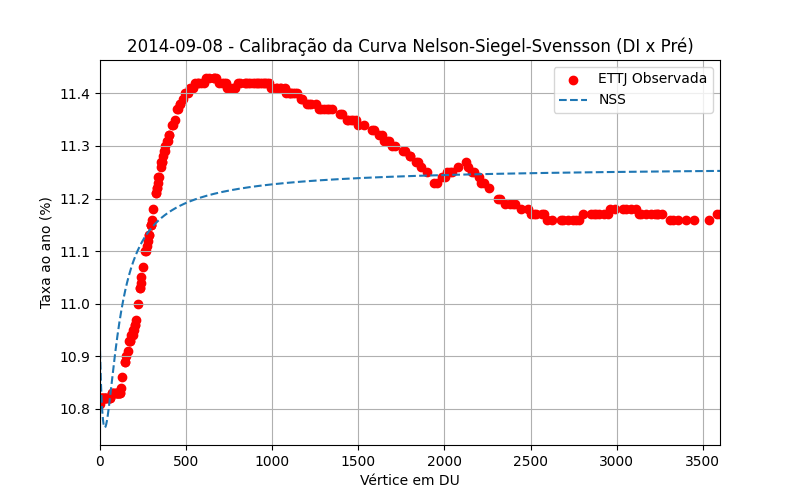 2014-09-08 - Calibração da Curva Nelson-Siegel-Svensson (DI x Pré)
ETTJ Observada
NSS
Taxa ao ano (%)
11.4
11.3
11.2
11.1
11.0
10.9
10.8
0 500 1000 1500 2000 2500 3000 3500
Vértice em DU